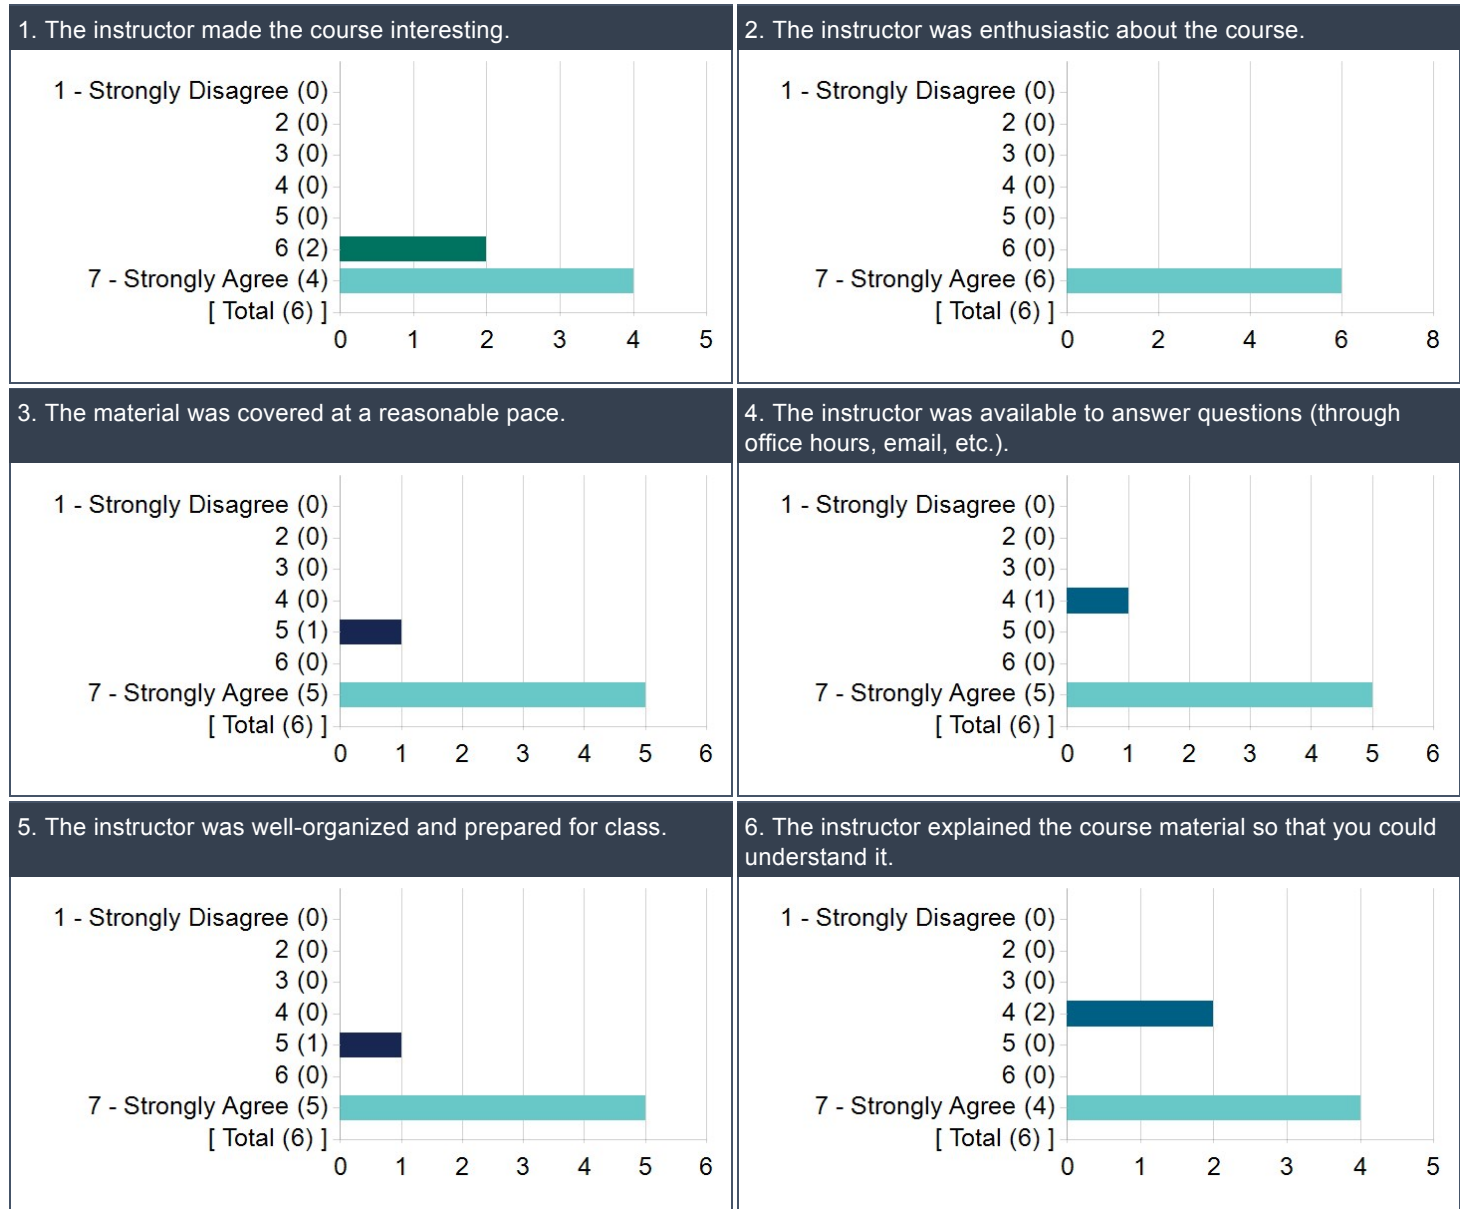 1. The instructor made the course interesting.
1 - Strongly Disagree (0)
2 (0)
3 (0)
4 (0)
5 (0)
6 (2)
7 - Strongly Agree (4)
[ Total (6) ]
0 1 2 3 4 5
2. The instructor was enthusiastic about the course.
1 - Strongly Disagree (0)
2 (0)
3 (0)
4 (0)
5 (0)
6 (0)
7 - Strongly Agree (6)
[ Total (6) ]
0 2 4 6 8
3. The material was covered at a reasonable pace.
1 - Strongly Disagree (0)
2 (0)
3 (0)
4 (0)
5 (1)
6 (0)
7 - Strongly Agree (5)
[ Total (6) ]
0 1 2 3 4 5 6
4. The instructor was available to answer questions (through
office hours, email, etc.).
1 - Strongly Disagree (0)
2 (0)
3 (0)
4 (1)
5 (0)
6 (0)
7 - Strongly Agree (5)
[ Total (6) ]
0 1 2 3 4 5 6
5. The instructor was well-organized and prepared for class.
1 - Strongly Disagree (0)
2 (0)
3 (0)
4 (0)
5 (1)
6 (0)
7 - Strongly Agree (5)
[ Total (6) ]
0 1 2 3 4 5 6
6. The instructor explained the course material so that you could
understand it.
1 - Strongly Disagree (0)
2 (0)
3 (0)
4 (2)
5 (0)
6 (0)
7 - Strongly Agree (4)
[ Total (6) ]
0 1 2 3 4 5